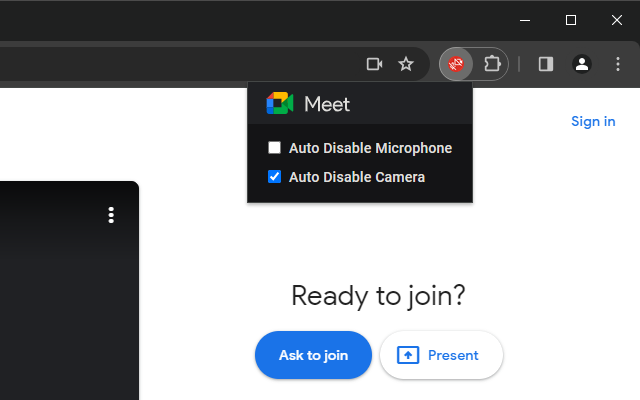 Meet
Sign in
Auto Disable Microphone
Auto Disable Camera
Ready to join?
Ask to join
Present